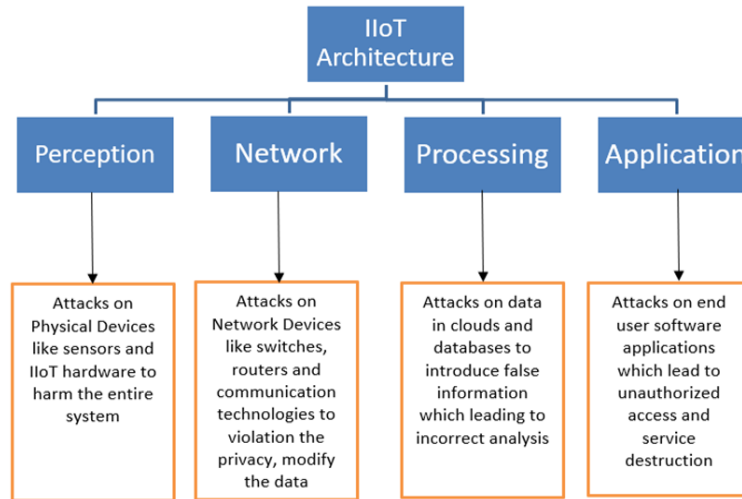 IIoT
Architecture
Perception
Network
Processing
Application
Attacks on
Physical Devices
like sensors and
IIoT hardware to
harm the entire
system
Attacks on
Network Devices
like switches,
routers and
communication
technologies to
violation the
privacy, modify
the data
Attacks on data
in clouds and
databases to
introduce false
information
which leading to
incorrect analysis
Attacks on end
user software
applications
which lead to
unauthorized
access and
service
destruction